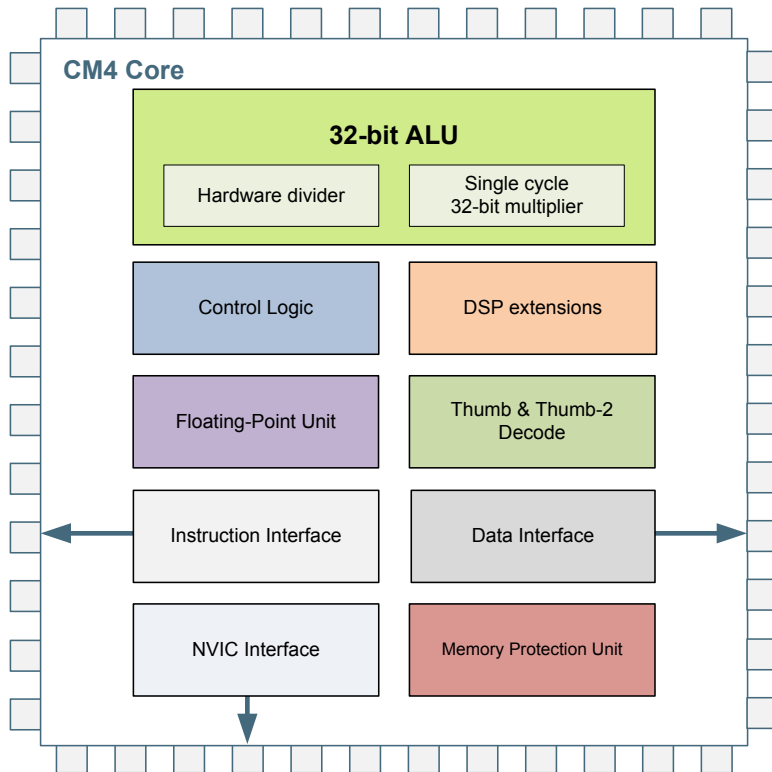 CM4 Core
32-bit ALU
Hardware divider
Single cycle
32-bit multiplier
Control Logic
DSP extensions
Floating-Point Unit
Thumb & Thumb-2
Decode
Instruction Interface
Data Interface
NVIC Interface
Memory Protection Unit